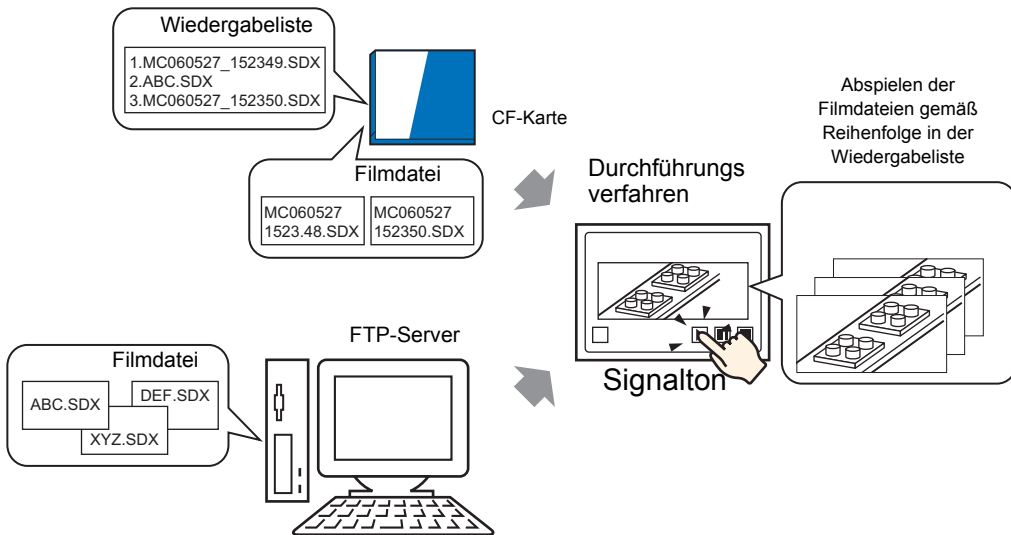 Wiedergabeliste
1.MC060527_152349.SDX
2.ABC.SDX
3.MC060527_152350.SDX
CF-Karte
Filmdatei
MC060527
1523.48.SDX
MC060527
152350.SDX
Durchführungs
verfahren
Abspielen der
Filmdateien gemäß
Reihenfolge in der
Wiedergabeliste
Signalton
FTP-Server
Filmdatei
ABC.SDX
DEF.SDX
XYZ.SDX